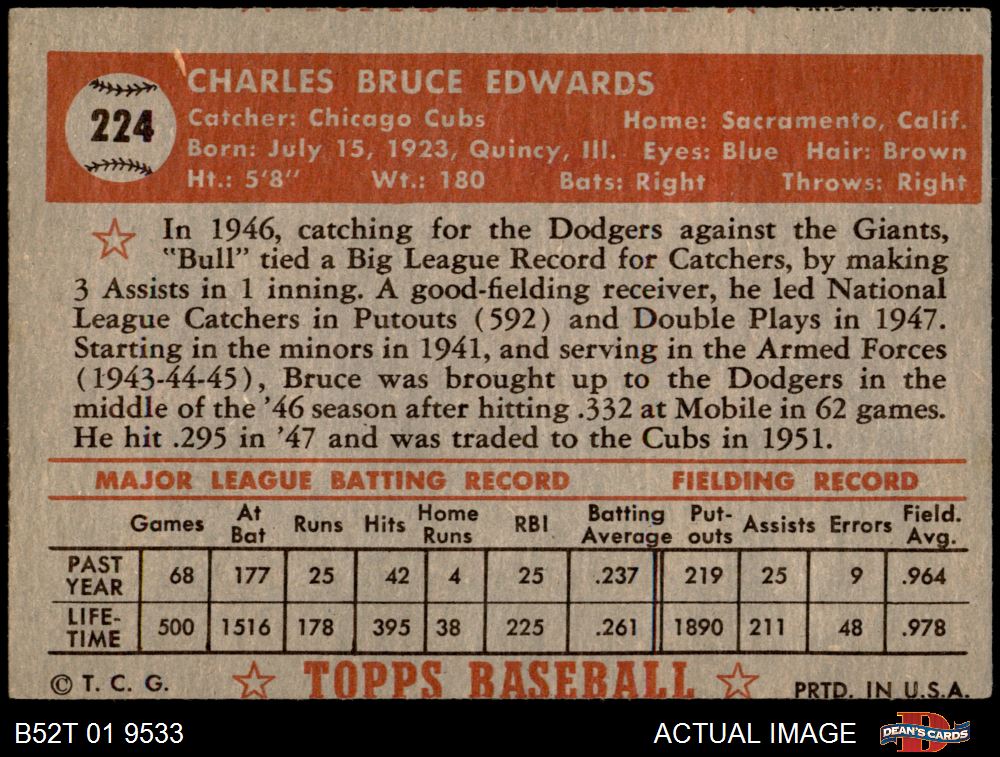 TOPPS BASEBALL PRTD. IN U.S.A.
224
CHARLES BRUCE EDWARDS
Catcher: Chicago Cubs Home: Sacramento, Calif.
Born: July 15, 1923, Quincy, Ill. Eyes: Blue Hair: Brown
Ht.: 5'8" Wt.: 180 Bats: Right Throws: Right
In 1946, catching for the Dodgers against the Giants,
"Bull" tied a Big League Record for Catchers, by making
3 Assists in 1 inning. A good-fielding receiver, he led National
League Catchers in Putouts (592) and Double Plays in 1947.
Starting in the minors in 1941, and serving in the Armed Forces
(1943-44-45), Bruce was brought up to the Dodgers in the
middle of the '46 season after hitting .332 at Mobile in 62 games.
He hit .295 in '47 and was traded to the Cubs in 1951.
MAJOR LEAGUE BATTING RECORD FIELDING RECORD
Games At Bat Runs Hits Home Runs RBI Batting Average Put-outs Assists Errors Field. Avg.
PAST YEAR 68 177 25 42 4 25 .237 219 25 9 .964
LIFE-TIME 500 1516 178 395 38 225 .261 1890 211 48 .978
© T. C. G. TOPPS BASEBALL PRTD. IN U.S.A.
B52T 01 9533 ACTUAL IMAGE DEAN'S CARDS